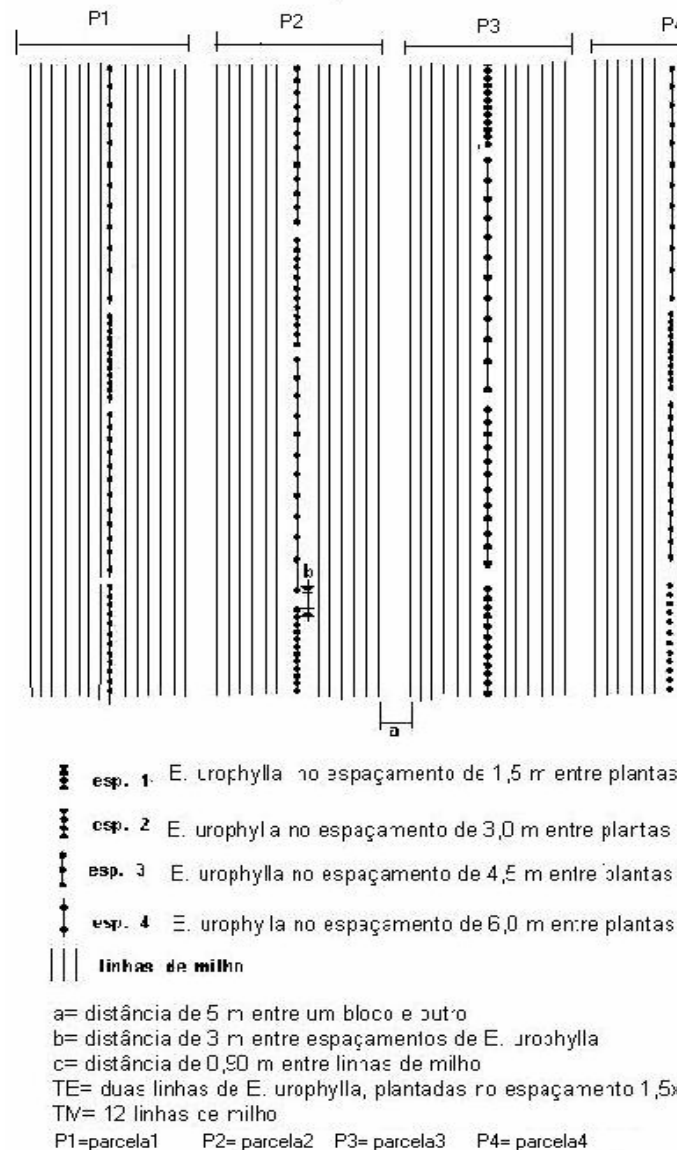 P1 P2 P3 P4
b
a
esp. 1 E. urophylla no espaçamento de 1,5 m entre plantas
esp. 2 E. urophylla no espaçamento de 3,0 m entre plantas
esp. 3 E. urophylla no espaçamento de 4,5 m entre plantas
esp. 4 E. urophylla no espaçamento de 6,0 m entre plantas
linhas de milho
a= distância de 5 m entre um bloco e outro
b= distância de 3 m entre espaçamentos de E. urophylla
c= distância de 0,90 m entre linhas de milho
TE= duas linhas de E. urophylla, plantadas no espaçamento 1,5x
TM= 12 linhas de milho
P1=parcela1 P2= parcela2 P3= parcela3 P4= parcela4